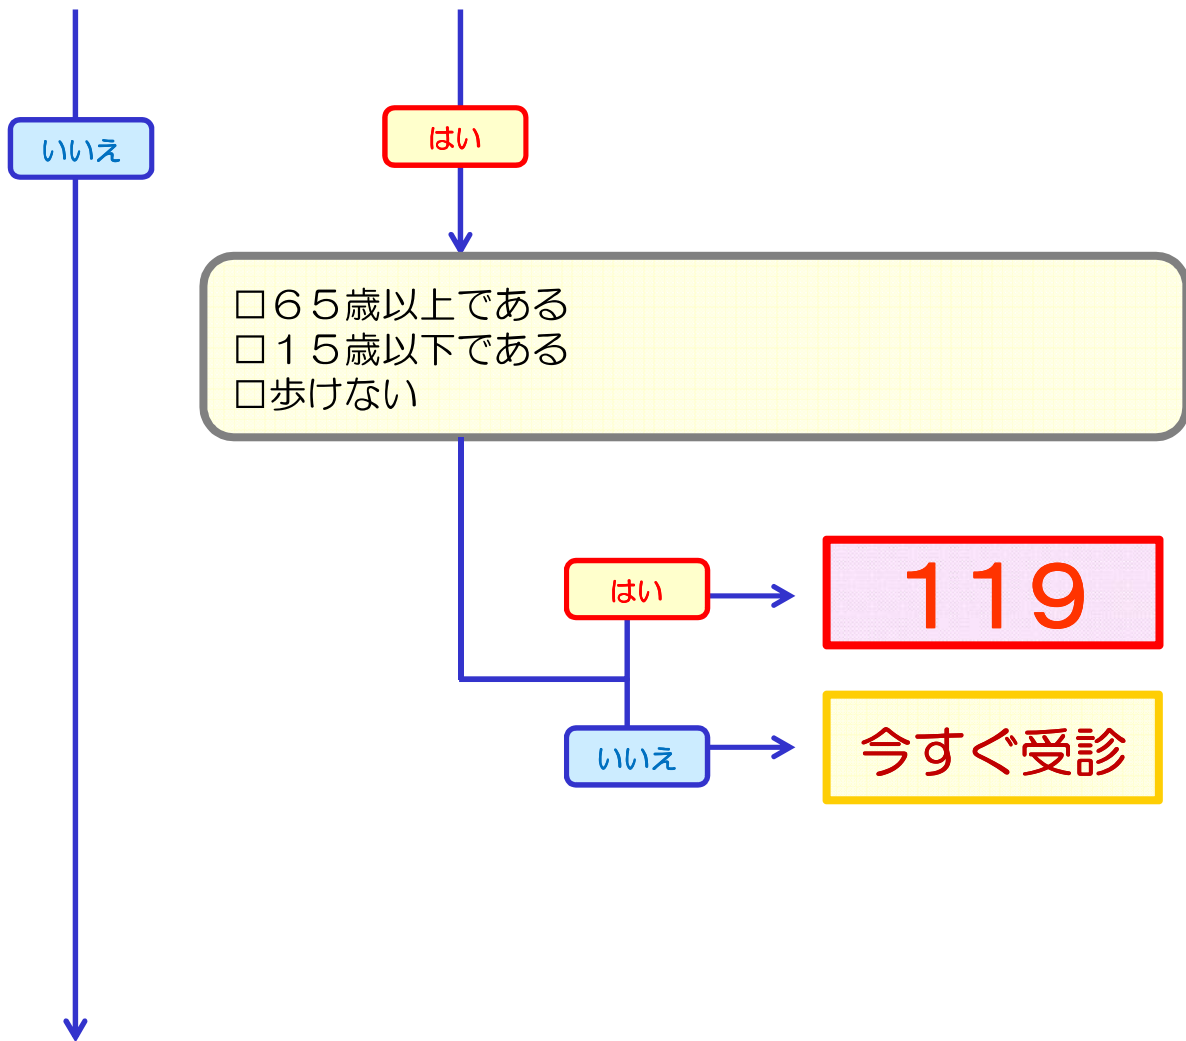 はい
いいえ
□６５歳以上である
□１５歳以下である
□歩けない
はい
１１９
いいえ
今すぐ受診